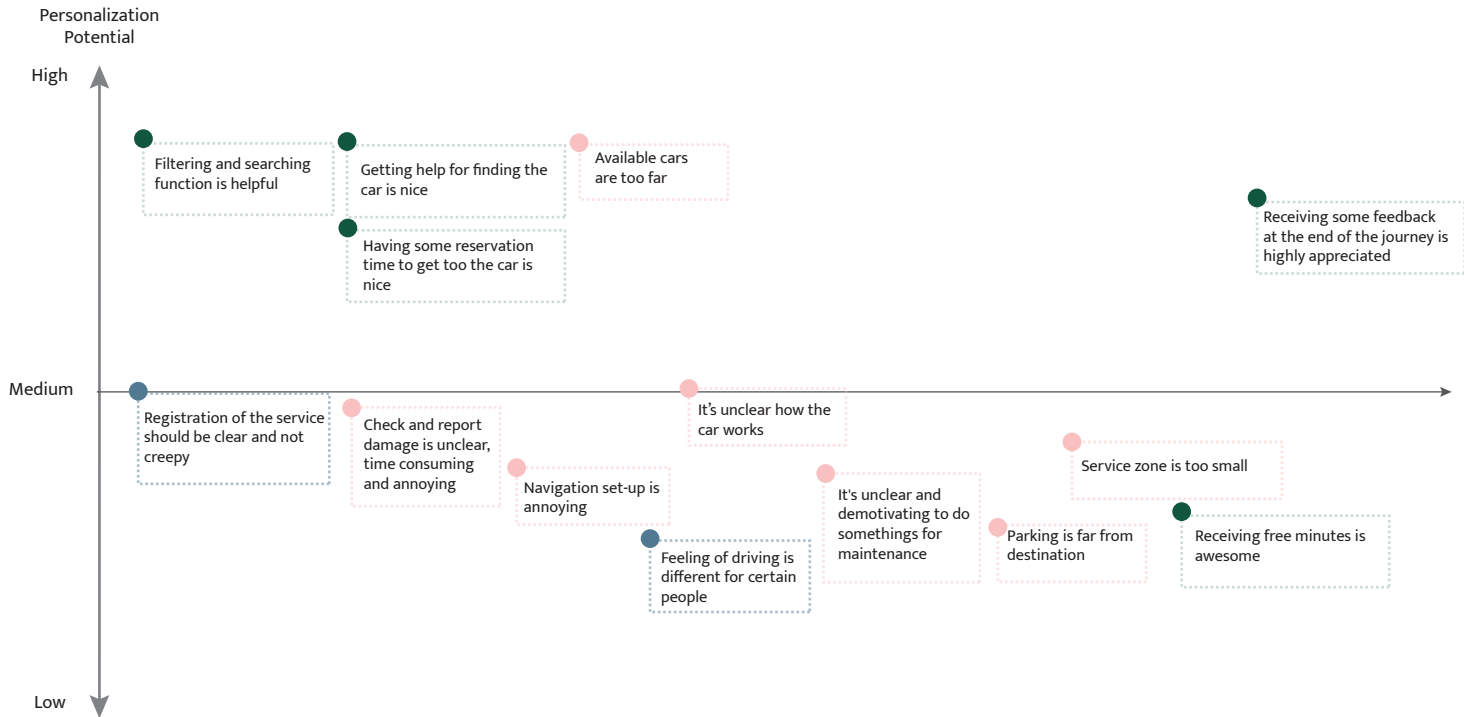 Personalization
Potential
High
Filtering and searching
function is helpful
Getting help for finding the
car is nice
Available cars
are too far
Having some reservation
time to get too the car is
nice
Receiving some feedback
at the end of the journey is
highly appreciated
Medium
Registration of the service
should be clear and not
creepy
Check and report
damage is unclear,
time consuming
and annoying
Navigation set-up is
annoying
It’s unclear how the
car works
Feeling of driving is
different for certain
people
It's unclear and
demotivating to do
somethings for
maintenance
Service zone is too small
Parking is far from
destination
Receiving free minutes is
awesome
Low